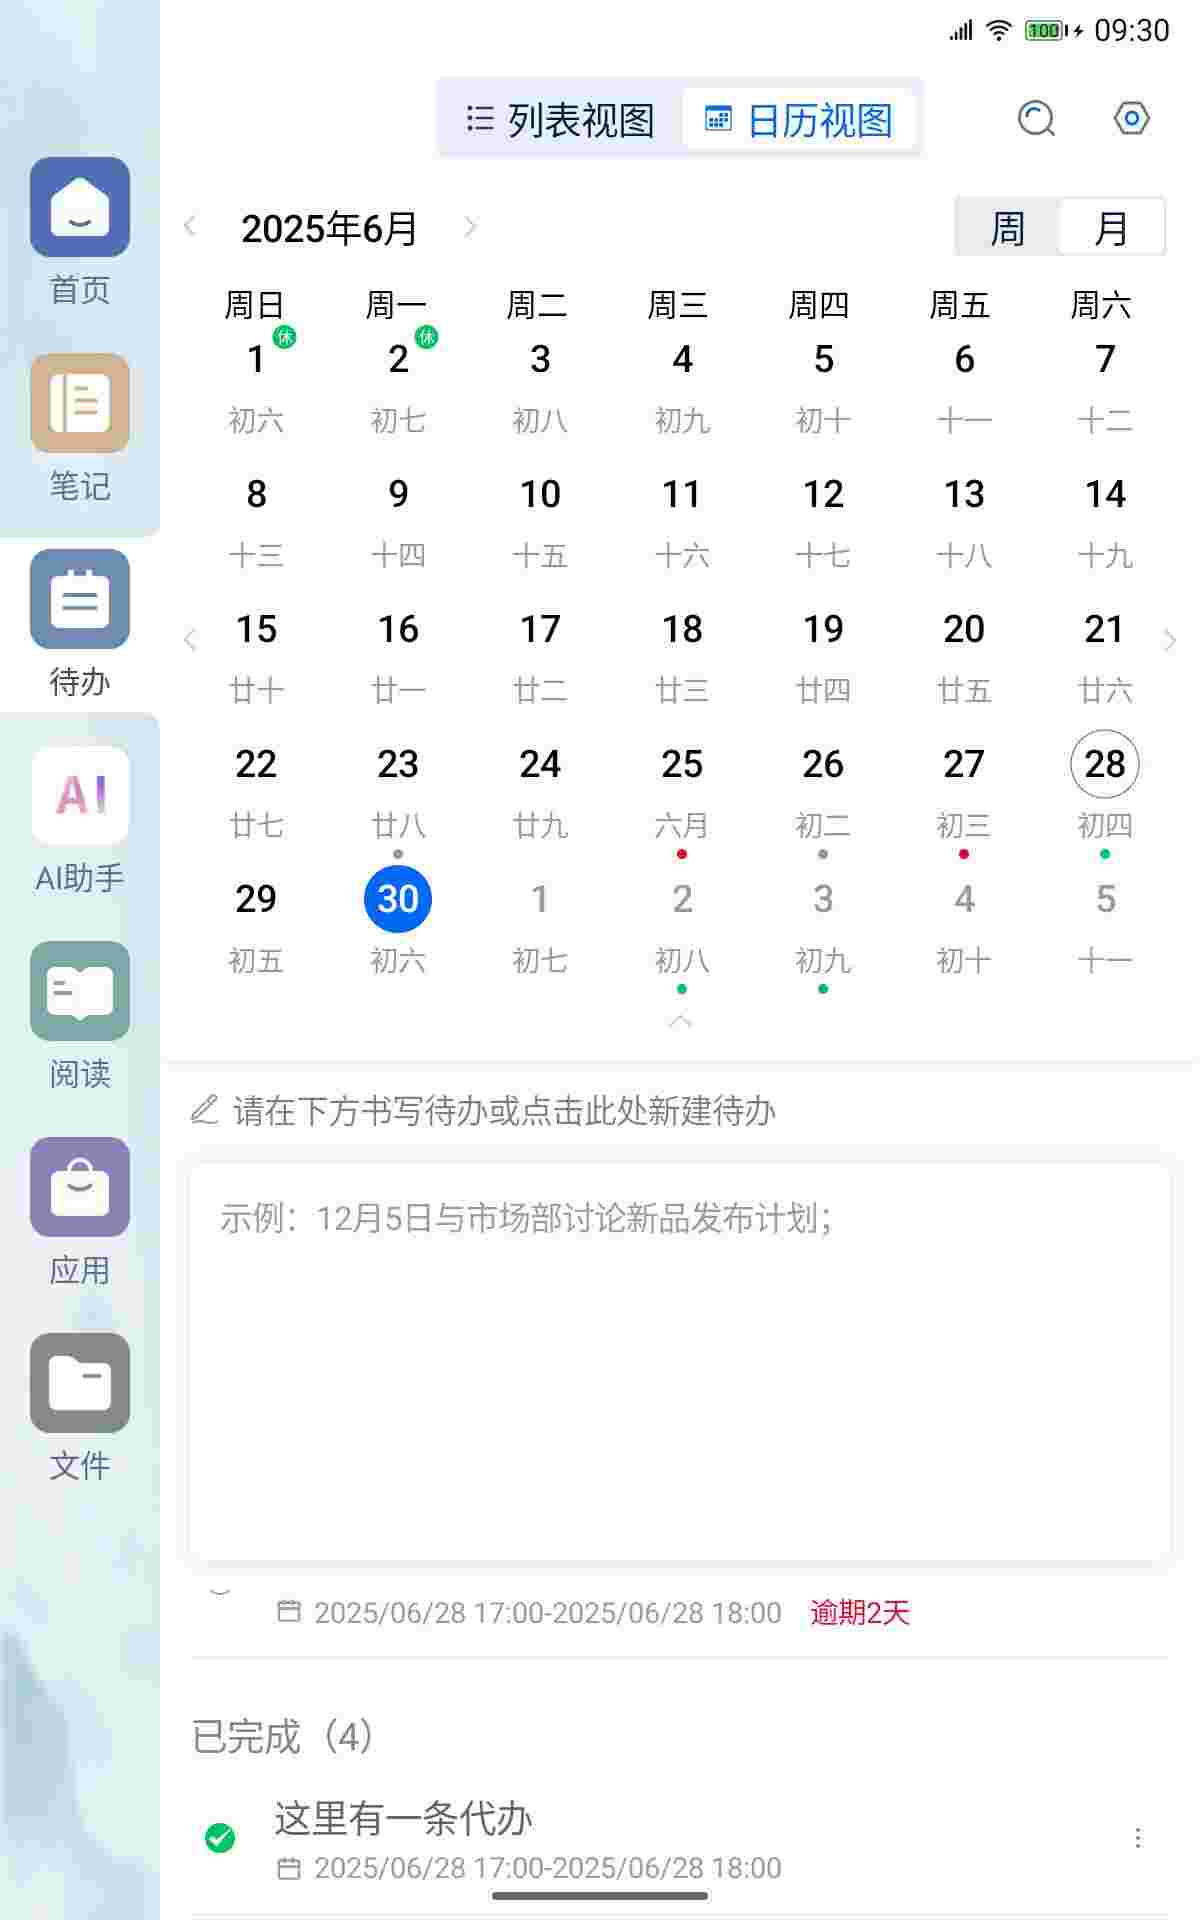 100 09:30
列表视图 日历视图
2025年6月 周 月
周日 周一 周二 周三 周四 周五 周六
休 休
1 2 3 4 5 6 7
初六 初七 初八 初九 初十 十一 十二
8 9 10 11 12 13 14
十三 十四 十五 十六 十七 十八 十九
15 16 17 18 19 20 21
廿十 廿一 廿二 廿三 廿四 廿五 廿六
22 23 24 25 26 27 28
廿七 廿八 廿九 六月 初二 初三 初四
29 30 1 2 3 4 5
初五 初六 初七 初八 初九 初十 十一
请在下方书写待办或点击此处新建待办
示例：12月5日与市场部讨论新品发布计划；
2025/06/28 17:00-2025/06/28 18:00 逾期2天
已完成（4）
这里有一条代办
2025/06/28 17:00-2025/06/28 18:00
首页
笔记
待办
AI
AI助手
阅读
应用
文件